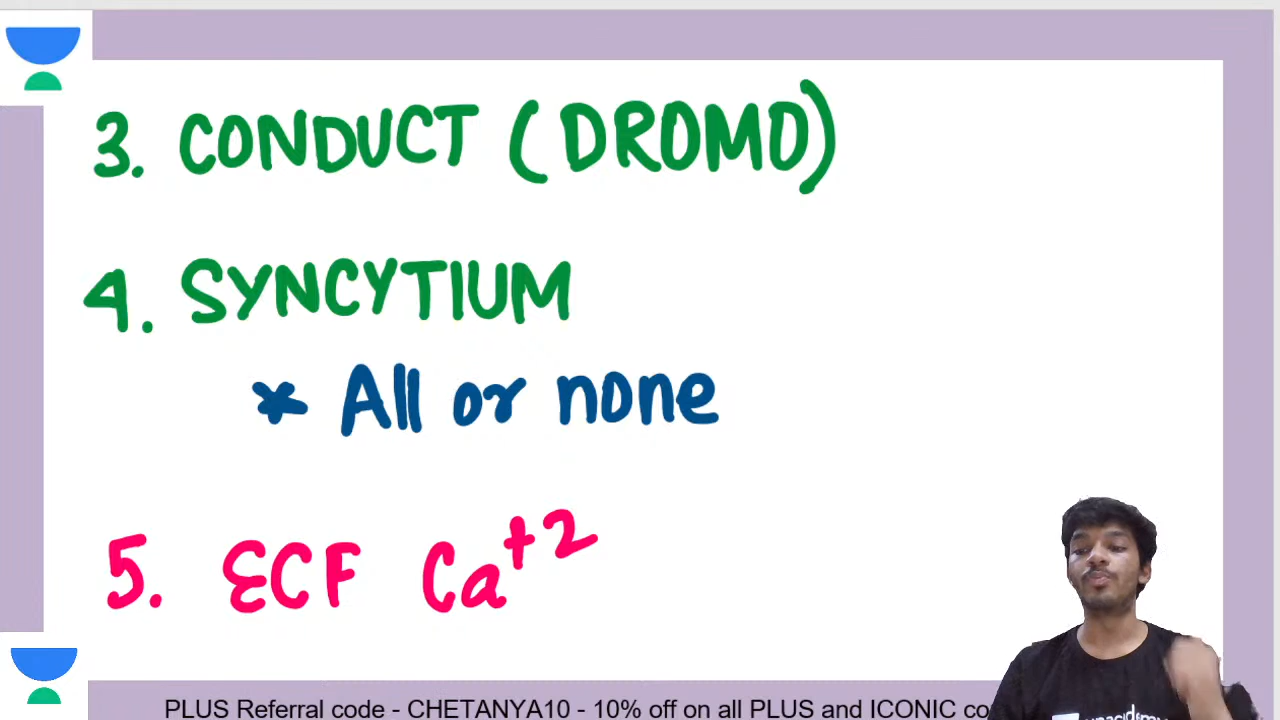 3. CONDUCT (DROMO)
4. SYNCYTIUM
* All or none
5. ECF Ca+2
PLUS Referral code - CHETANYA10 - 10% off on all PLUS and ICONIC co